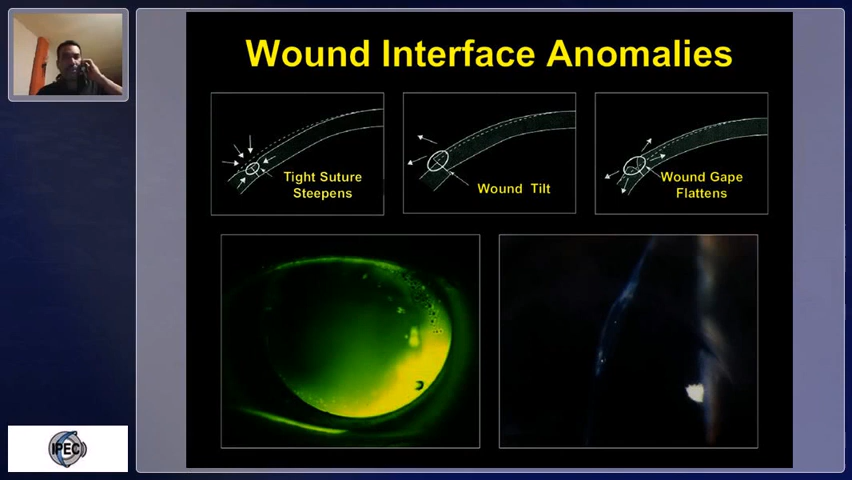 Wound Interface Anomalies
Tight Suture
Steepens
Wound Tilt
Wound Gape
Flattens
IPEC